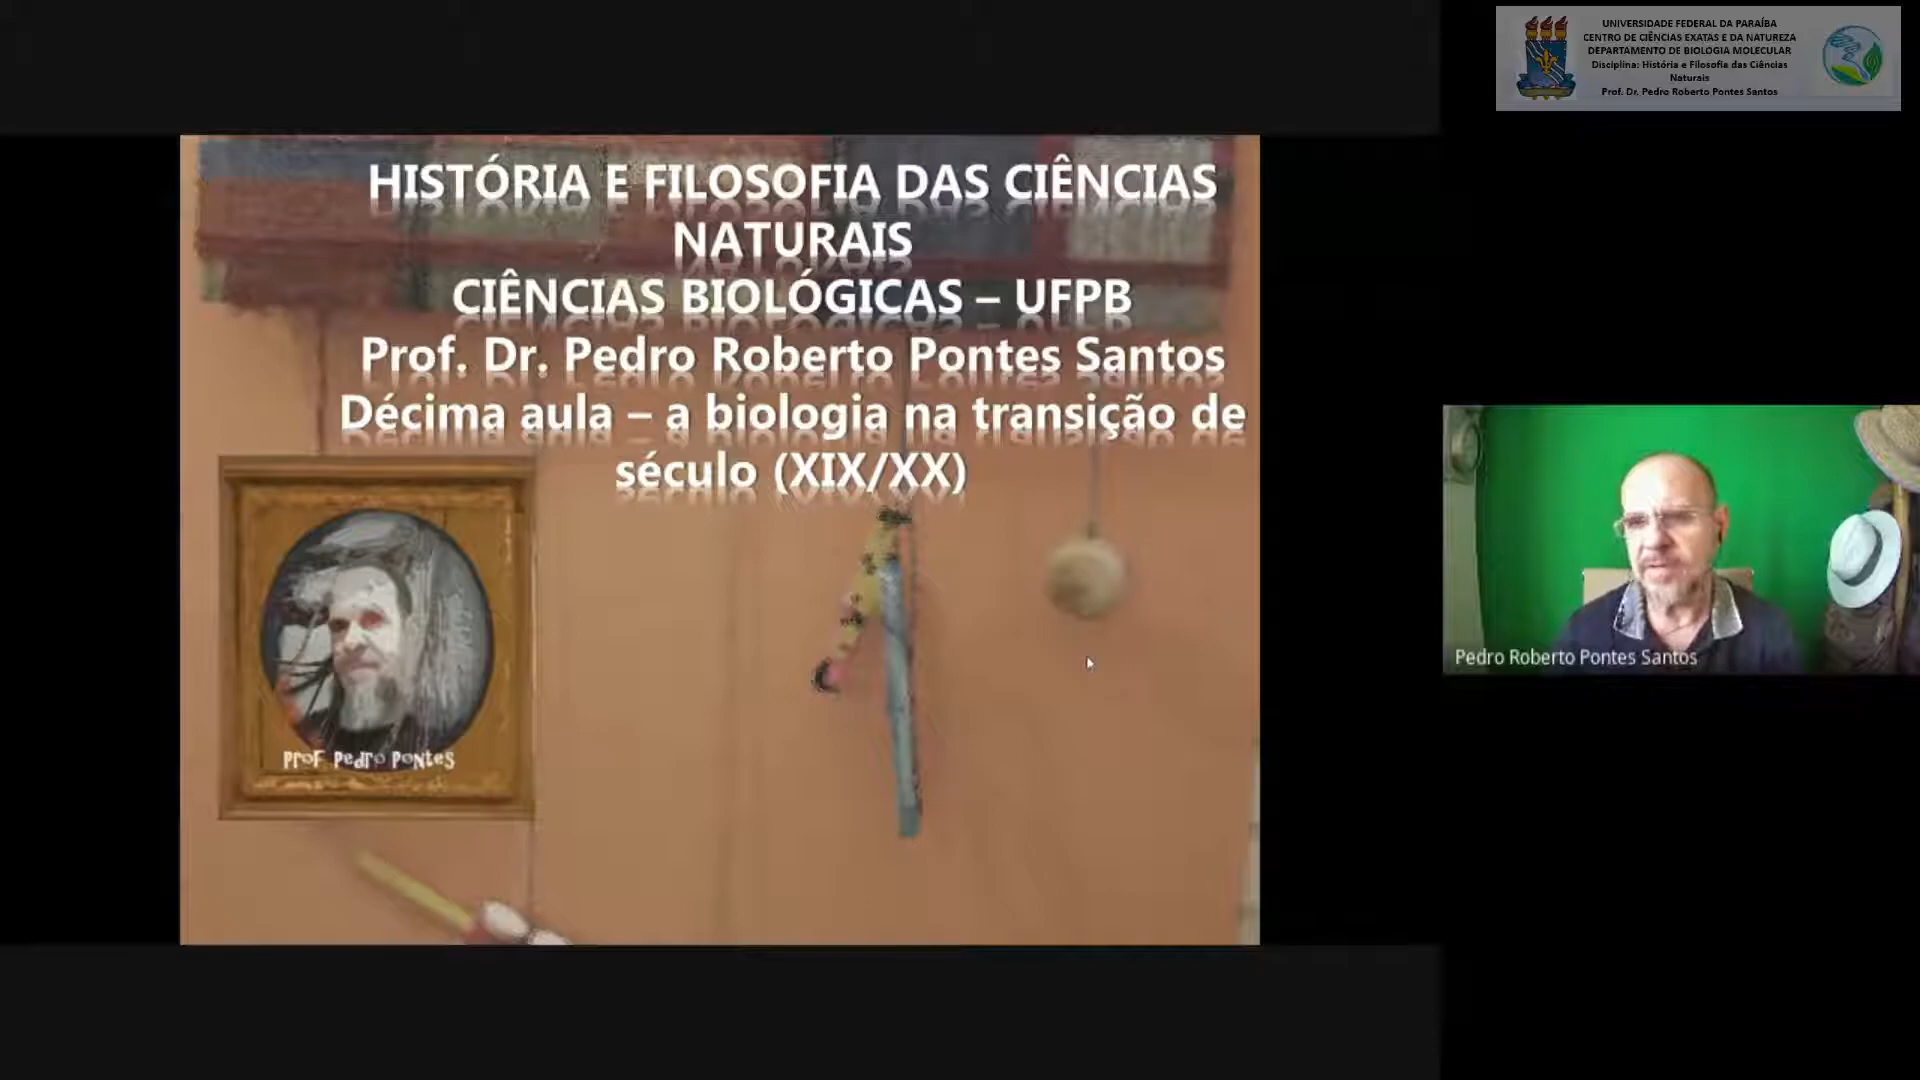 UNIVERSIDADE FEDERAL DA PARAÍBA
CENTRO DE CIÊNCIAS EXATAS E DA NATUREZA
DEPARTAMENTO DE BIOLOGIA MOLECULAR
Disciplina: História e Filosofia das Ciências
Naturais
Prof. Dr. Pedro Roberto Pontes Santos
HISTÓRIA E FILOSOFIA DAS CIÊNCIAS
NATURAIS
CIÊNCIAS BIOLÓGICAS – UFPB
Prof. Dr. Pedro Roberto Pontes Santos
Décima aula – a biologia na transição de
século (XIX/XX)
Prof Pedro Pontes
Pedro Roberto Pontes Santos